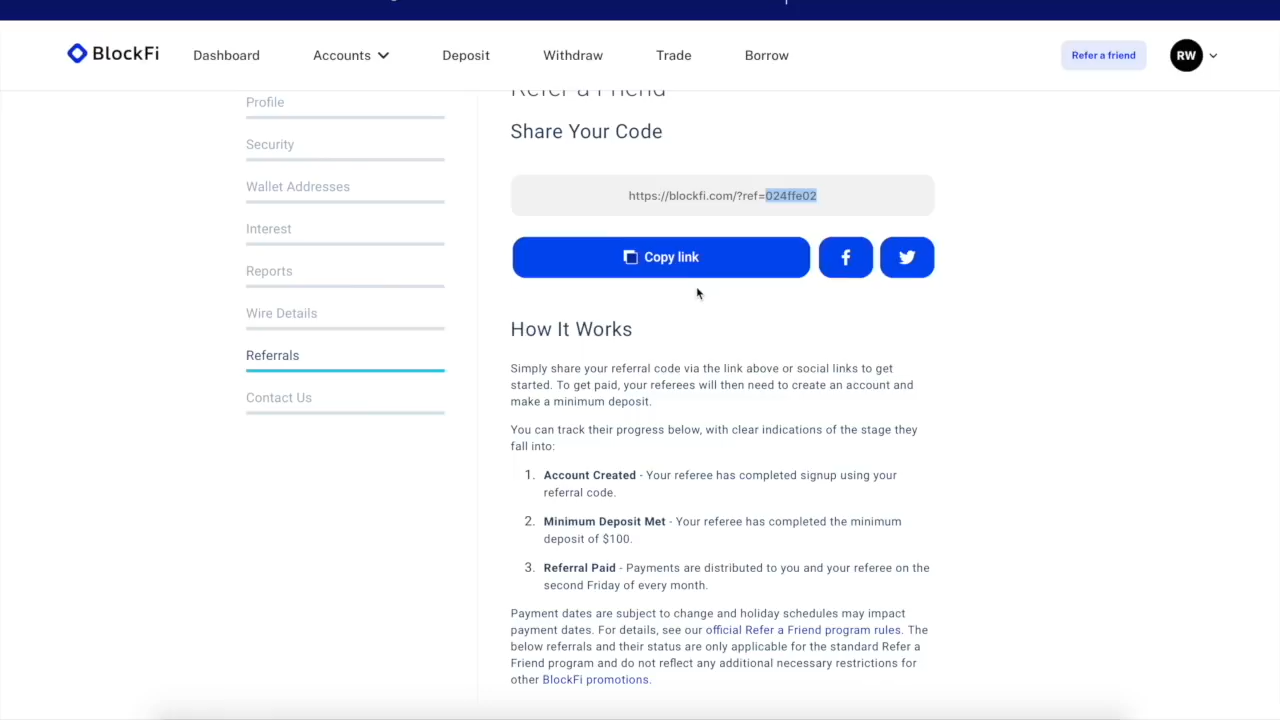 BlockFi Dashboard Accounts Deposit Withdraw Trade Borrow Refer a friend RW
Refer a Friend
Profile
Security
Wallet Addresses
Interest
Reports
Wire Details
Referrals
Contact Us
Share Your Code
https://blockfi.com/?ref=024ffe02
Copy link
How It Works
Simply share your referral code via the link above or social links to get
started. To get paid, your referees will then need to create an account and
make a minimum deposit.
You can track their progress below, with clear indications of the stage they
fall into:
1. Account Created - Your referee has completed signup using your
referral code.
2. Minimum Deposit Met - Your referee has completed the minimum
deposit of $100.
3. Referral Paid - Payments are distributed to you and your referee on the
second Friday of every month.
Payment dates are subject to change and holiday schedules may impact
payment dates. For details, see our official Refer a Friend program rules. The
below referrals and their status are only applicable for the standard Refer a
Friend program and do not reflect any additional necessary restrictions for
other BlockFi promotions.